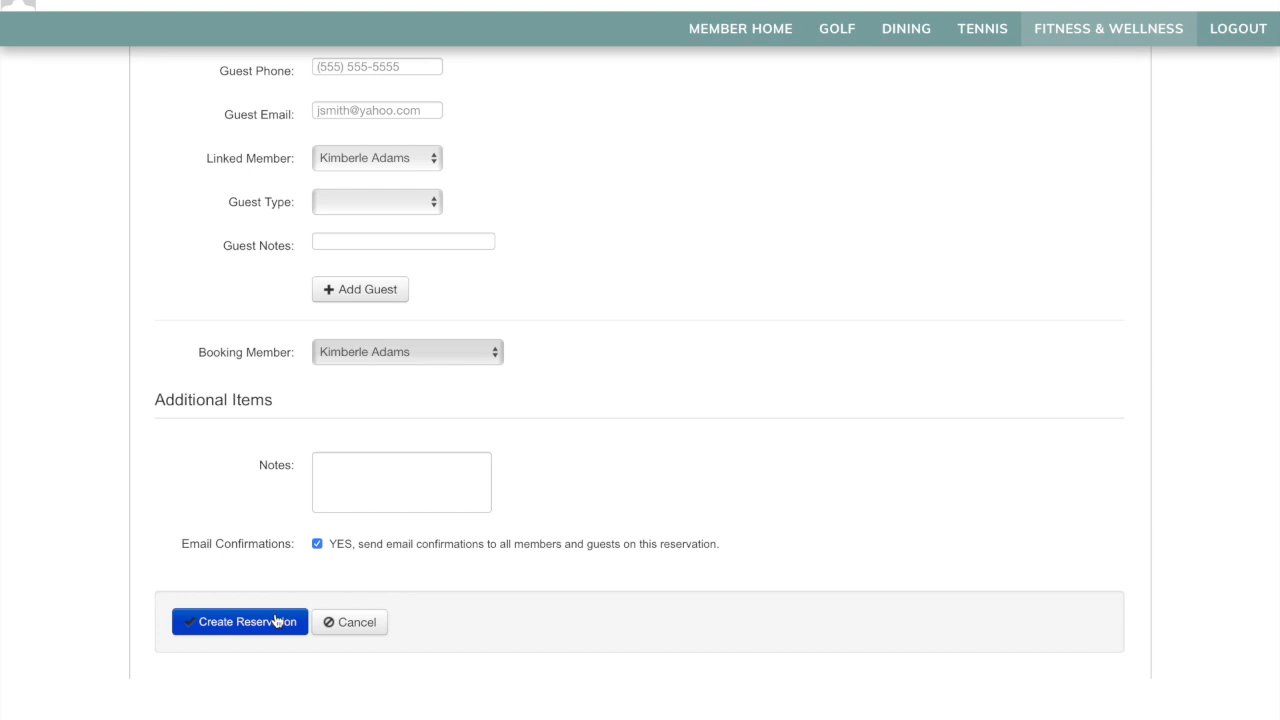 MEMBER HOME GOLF DINING TENNIS FITNESS & WELLNESS LOGOUT
Guest Phone: (555) 555-5555
Guest Email: jsmith@yahoo.com
Linked Member: Kimberle Adams
Guest Type:
Guest Notes:
Add Guest
Booking Member: Kimberle Adams
Additional Items
Notes:
Email Confirmations: YES, send email confirmations to all members and guests on this reservation.
Create Reservation Cancel